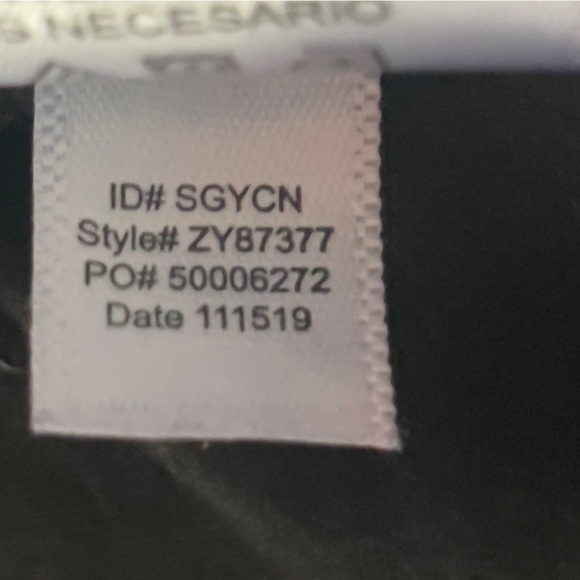 S NECESARIO
ID# SGYCN
Style# ZY87377
PO# 50006272
Date 111519